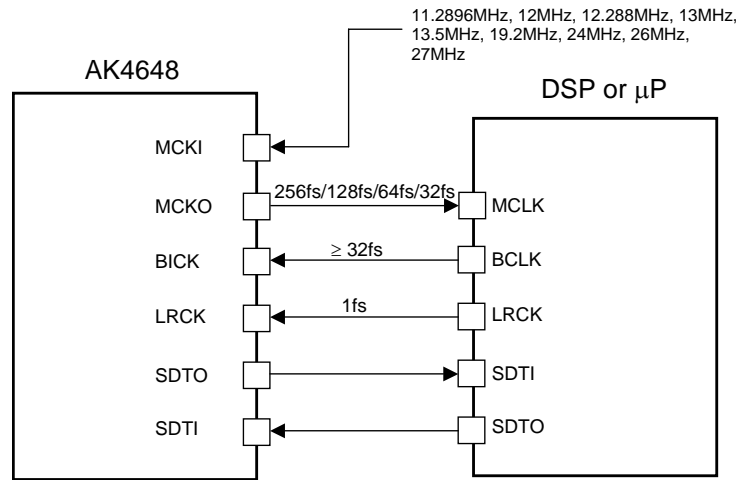 11.2896MHz, 12MHz, 12.288MHz, 13MHz,
13.5MHz, 19.2MHz, 24MHz, 26MHz,
27MHz
AK4648
DSP or μP
MCKI
MCKO
256fs/128fs/64fs/32fs
MCLK
BICK
≥ 32fs
BCLK
LRCK
1fs
LRCK
SDTO
SDTI
SDTI
SDTO